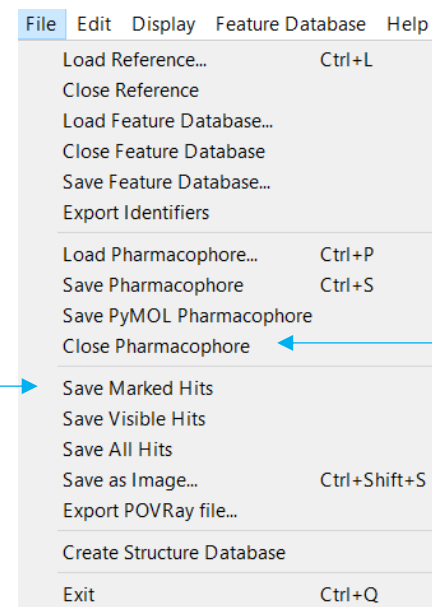 File Edit Display Feature Database Help
Load Reference... Ctrl+L
Close Reference
Load Feature Database...
Close Feature Database
Save Feature Database...
Export Identifiers
Load Pharmacophore... Ctrl+P
Save Pharmacophore Ctrl+S
Save PyMOL Pharmacophore
Close Pharmacophore
Save Marked Hits
Save Visible Hits
Save All Hits
Save as Image... Ctrl+Shift+S
Export POVRay file...
Create Structure Database
Exit Ctrl+Q